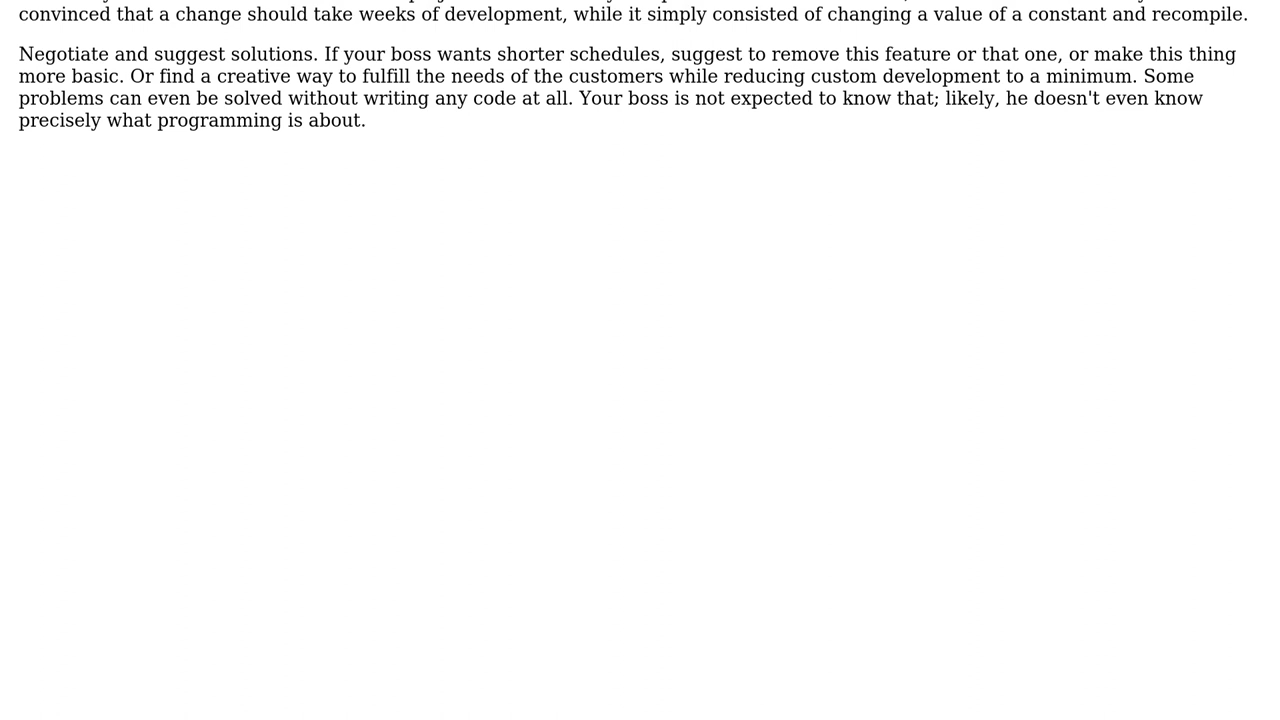 convinced that a change should take weeks of development, while it simply consisted of changing a value of a constant and recompile.
Negotiate and suggest solutions. If your boss wants shorter schedules, suggest to remove this feature or that one, or make this thing
more basic. Or find a creative way to fulfill the needs of the customers while reducing custom development to a minimum. Some
problems can even be solved without writing any code at all. Your boss is not expected to know that; likely, he doesn't even know
precisely what programming is about.